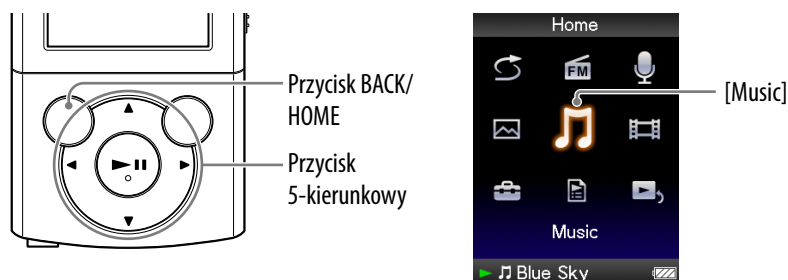 Przycisk BACK/
HOME
Przycisk
5-kierunkowy
Home
FM
[Music]
Music
Blue Sky